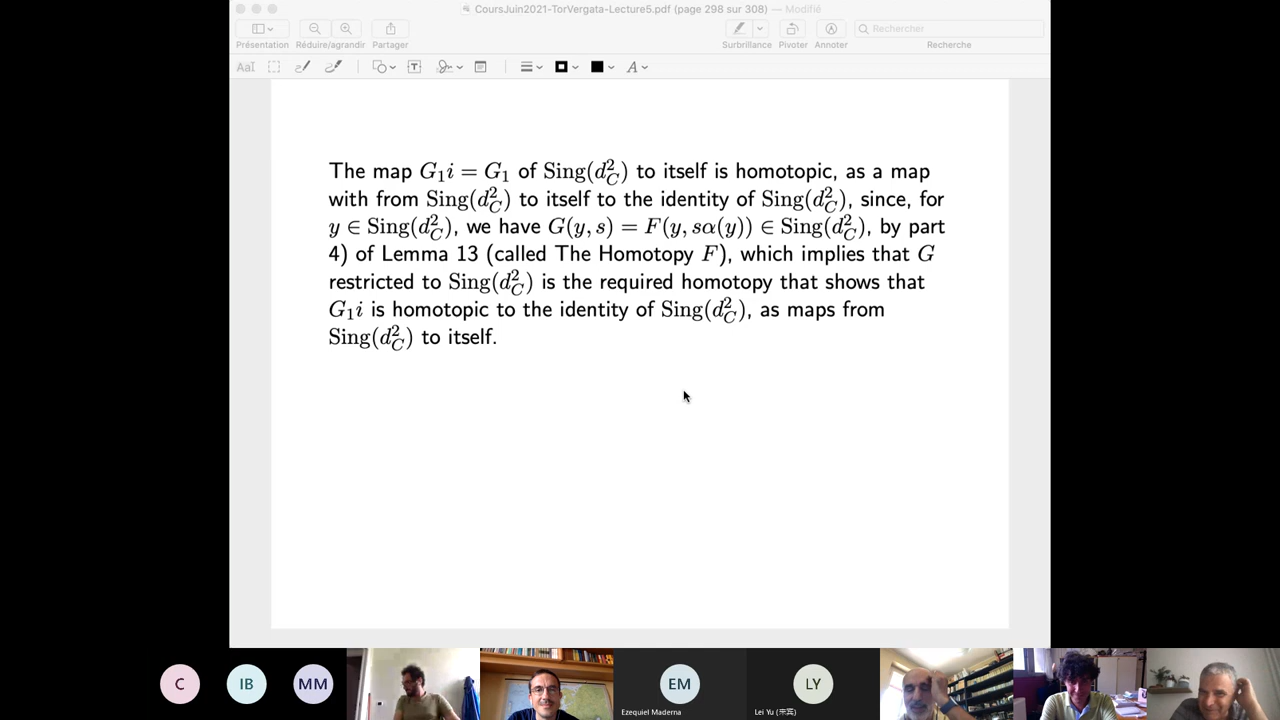 CoursJuin2021-TorVergata-Lecture5.pdf (page 298 sur 308) — Modifié
Présentation Réduire/agrandir Partager Surbrillance Pivoter Annoter Rechercher Recherche
AaI T A
The map G₁i = G₁ of Sing(d²_C) to itself is homotopic, as a map
with from Sing(d²_C) to itself to the identity of Sing(d²_C), since, for
y ∈ Sing(d²_C), we have G(y, s) = F(y, sα(y)) ∈ Sing(d²_C), by part
4) of Lemma 13 (called The Homotopy F), which implies that G
restricted to Sing(d²_C) is the required homotopy that shows that
G₁i is homotopic to the identity of Sing(d²_C), as maps from
Sing(d²_C) to itself.
C IB MM EM LY
Ezequiel Maderna Lei Yu (宋宾)